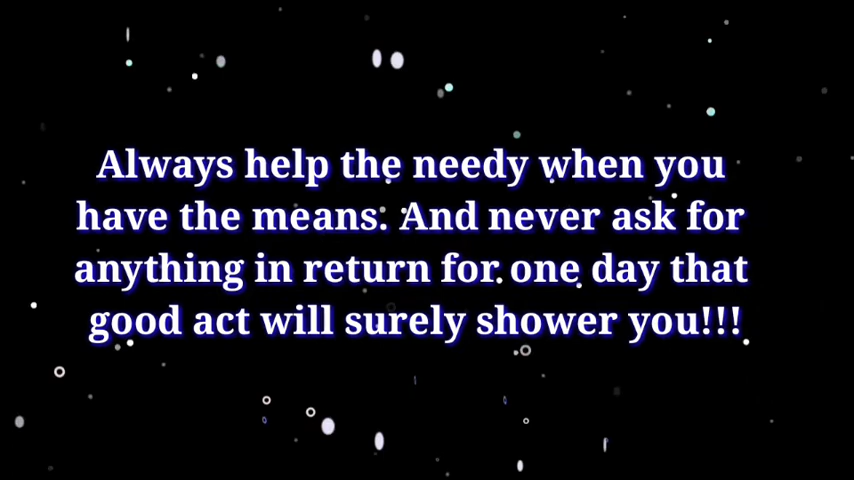 Always help the needy when you
have the means. And never ask for
anything in return for one day that
good act will surely shower you!!!